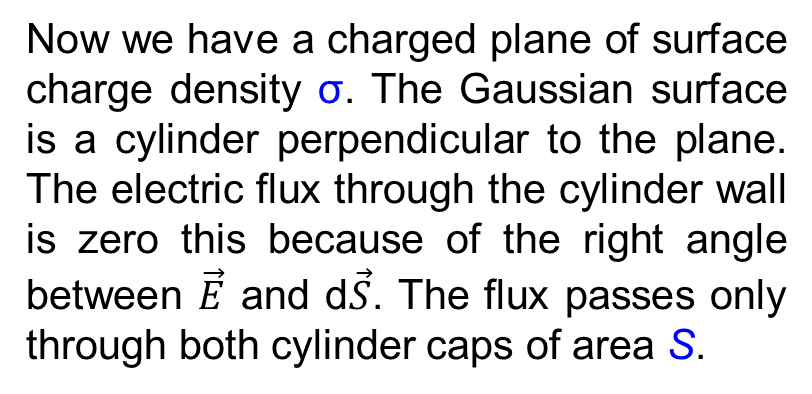 Now we have a charged plane of surface
charge density σ. The Gaussian surface
is a cylinder perpendicular to the plane.
The electric flux through the cylinder wall
is zero this because of the right angle
between \(\vec{E}\) and d\(\vec{S}\). The flux passes only
through both cylinder caps of area S.